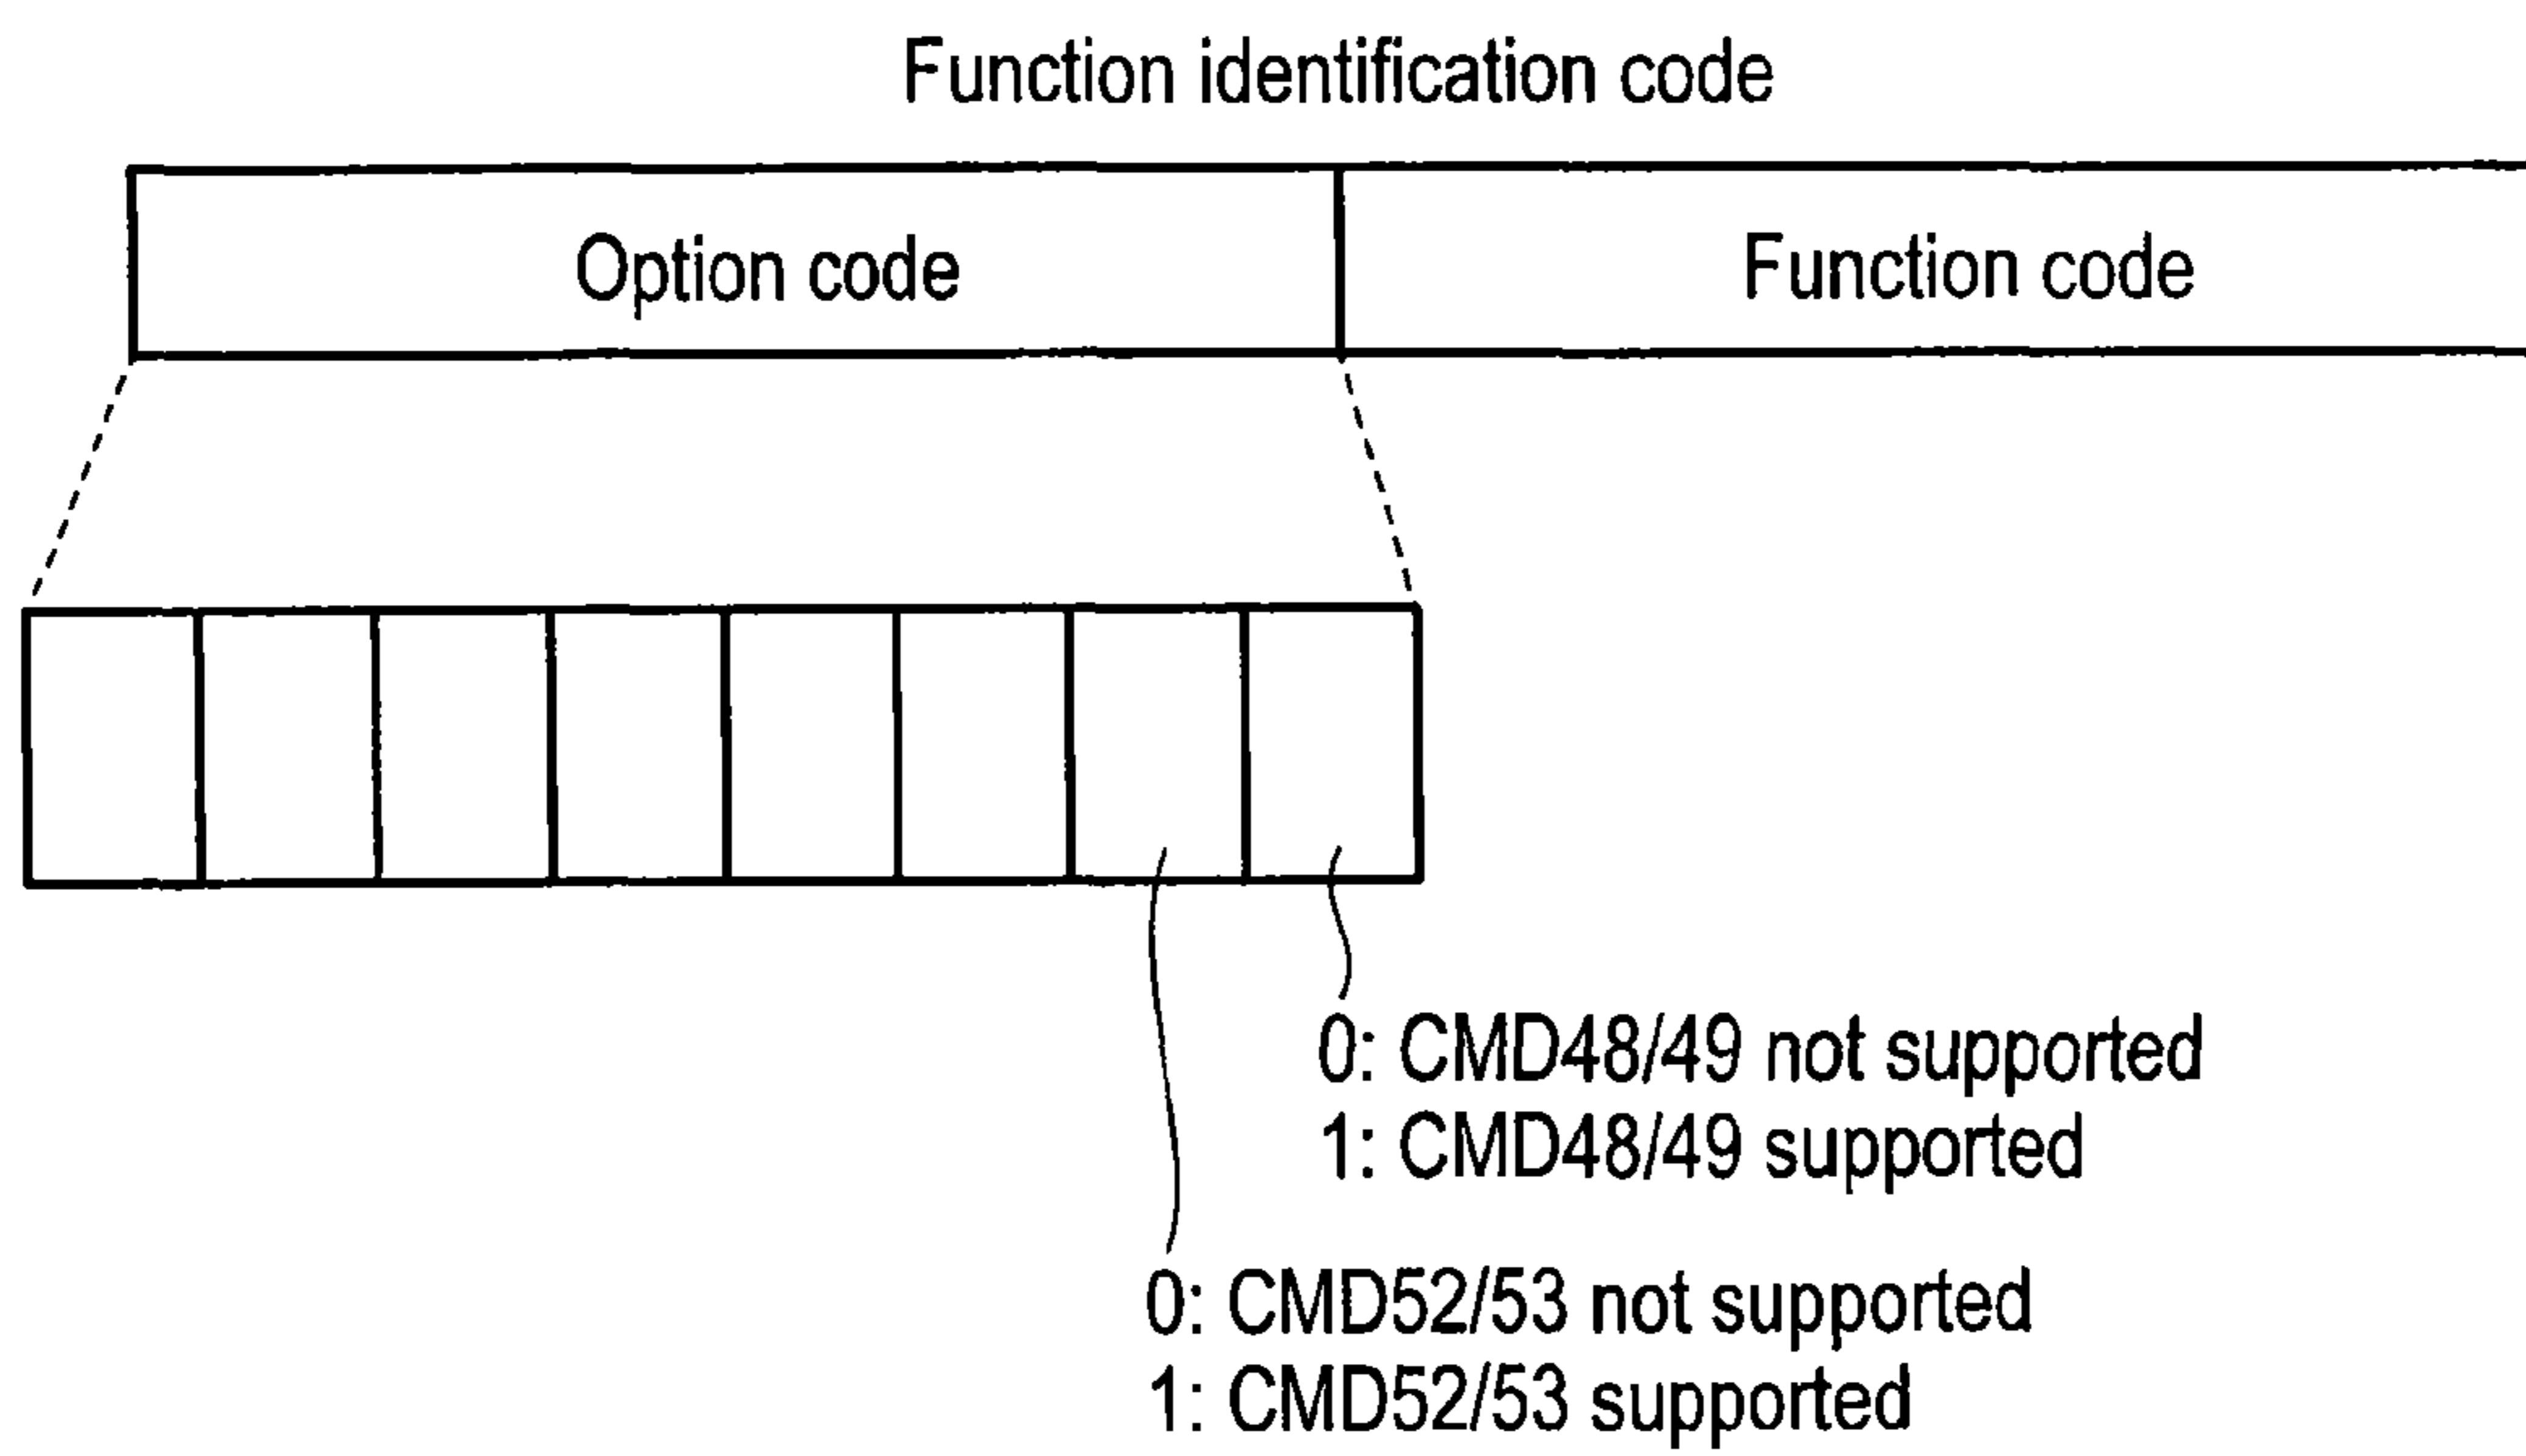 Function identification code
Option code
Function code
0: CMD48/49 not supported
1: CMD48/49 supported
0: CMD52/53 not supported
1: CMD52/53 supported